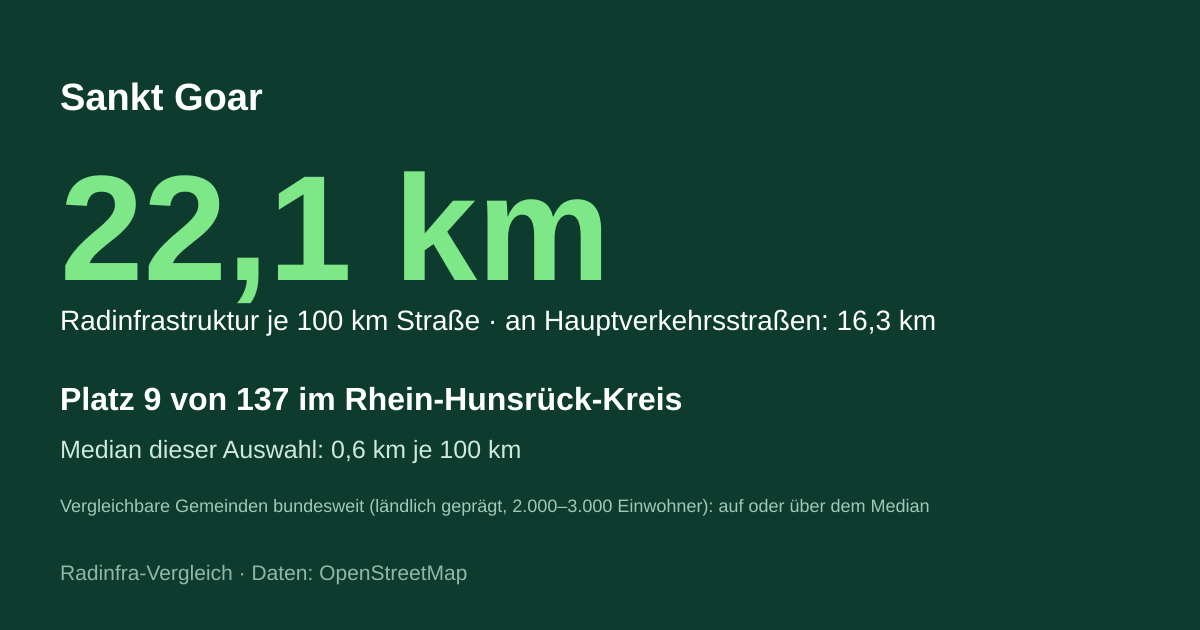 Sankt Goar
22,1 km
Radinfrastruktur je 100 km Straße · an Hauptverkehrsstraßen: 16,3 km
Platz 9 von 137 im Rhein-Hunsrück-Kreis
Median dieser Auswahl: 0,6 km je 100 km
Vergleichbare Gemeinden bundesweit (ländlich geprägt, 2.000–3.000 Einwohner): auf oder über dem Median
Radinfra-Vergleich · Daten: OpenStreetMap